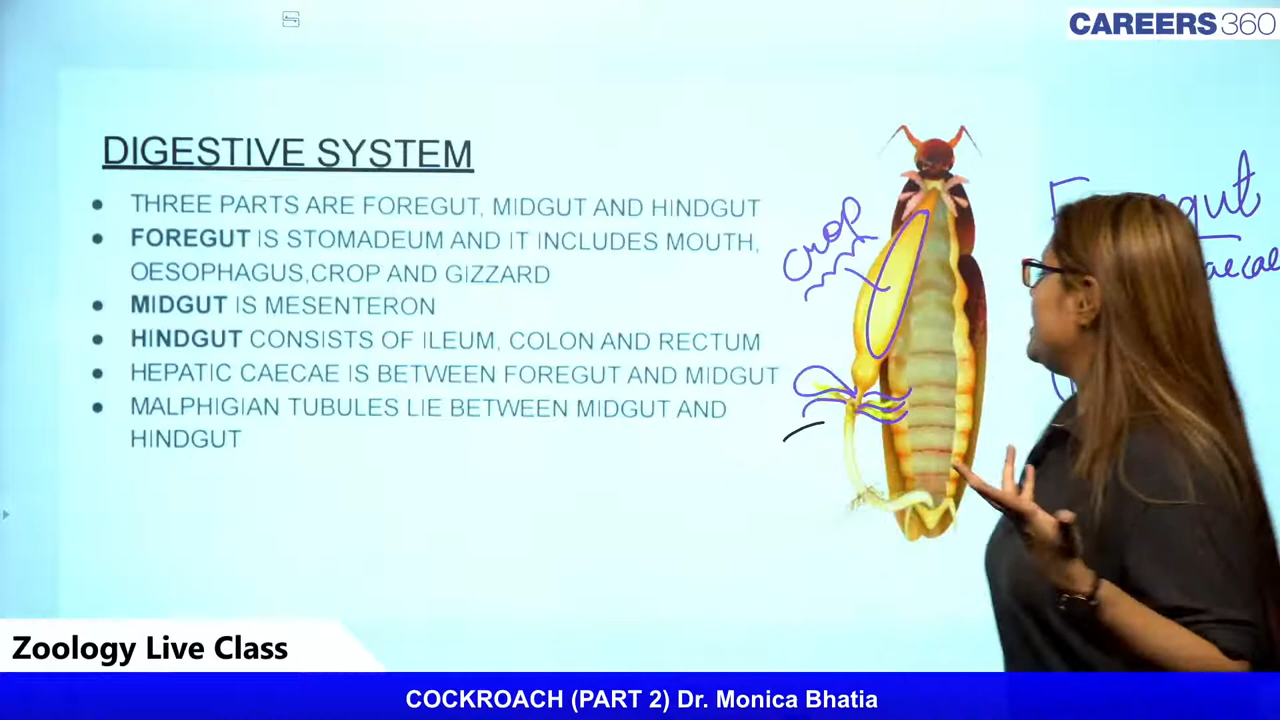 CAREERS360
DIGESTIVE SYSTEM
THREE PARTS ARE FOREGUT, MIDGUT AND HINDGUT
FOREGUT IS STOMADEUM AND IT INCLUDES MOUTH,
OESOPHAGUS,CROP AND GIZZARD
MIDGUT IS MESENTERON
HINDGUT CONSISTS OF ILEUM, COLON AND RECTUM
HEPATIC CAECAE IS BETWEEN FOREGUT AND MIDGUT
MALPHIGIAN TUBULES LIE BETWEEN MIDGUT AND
HINDGUT
crop
Zoology Live Class
COCKROACH (PART 2) Dr. Monica Bhatia